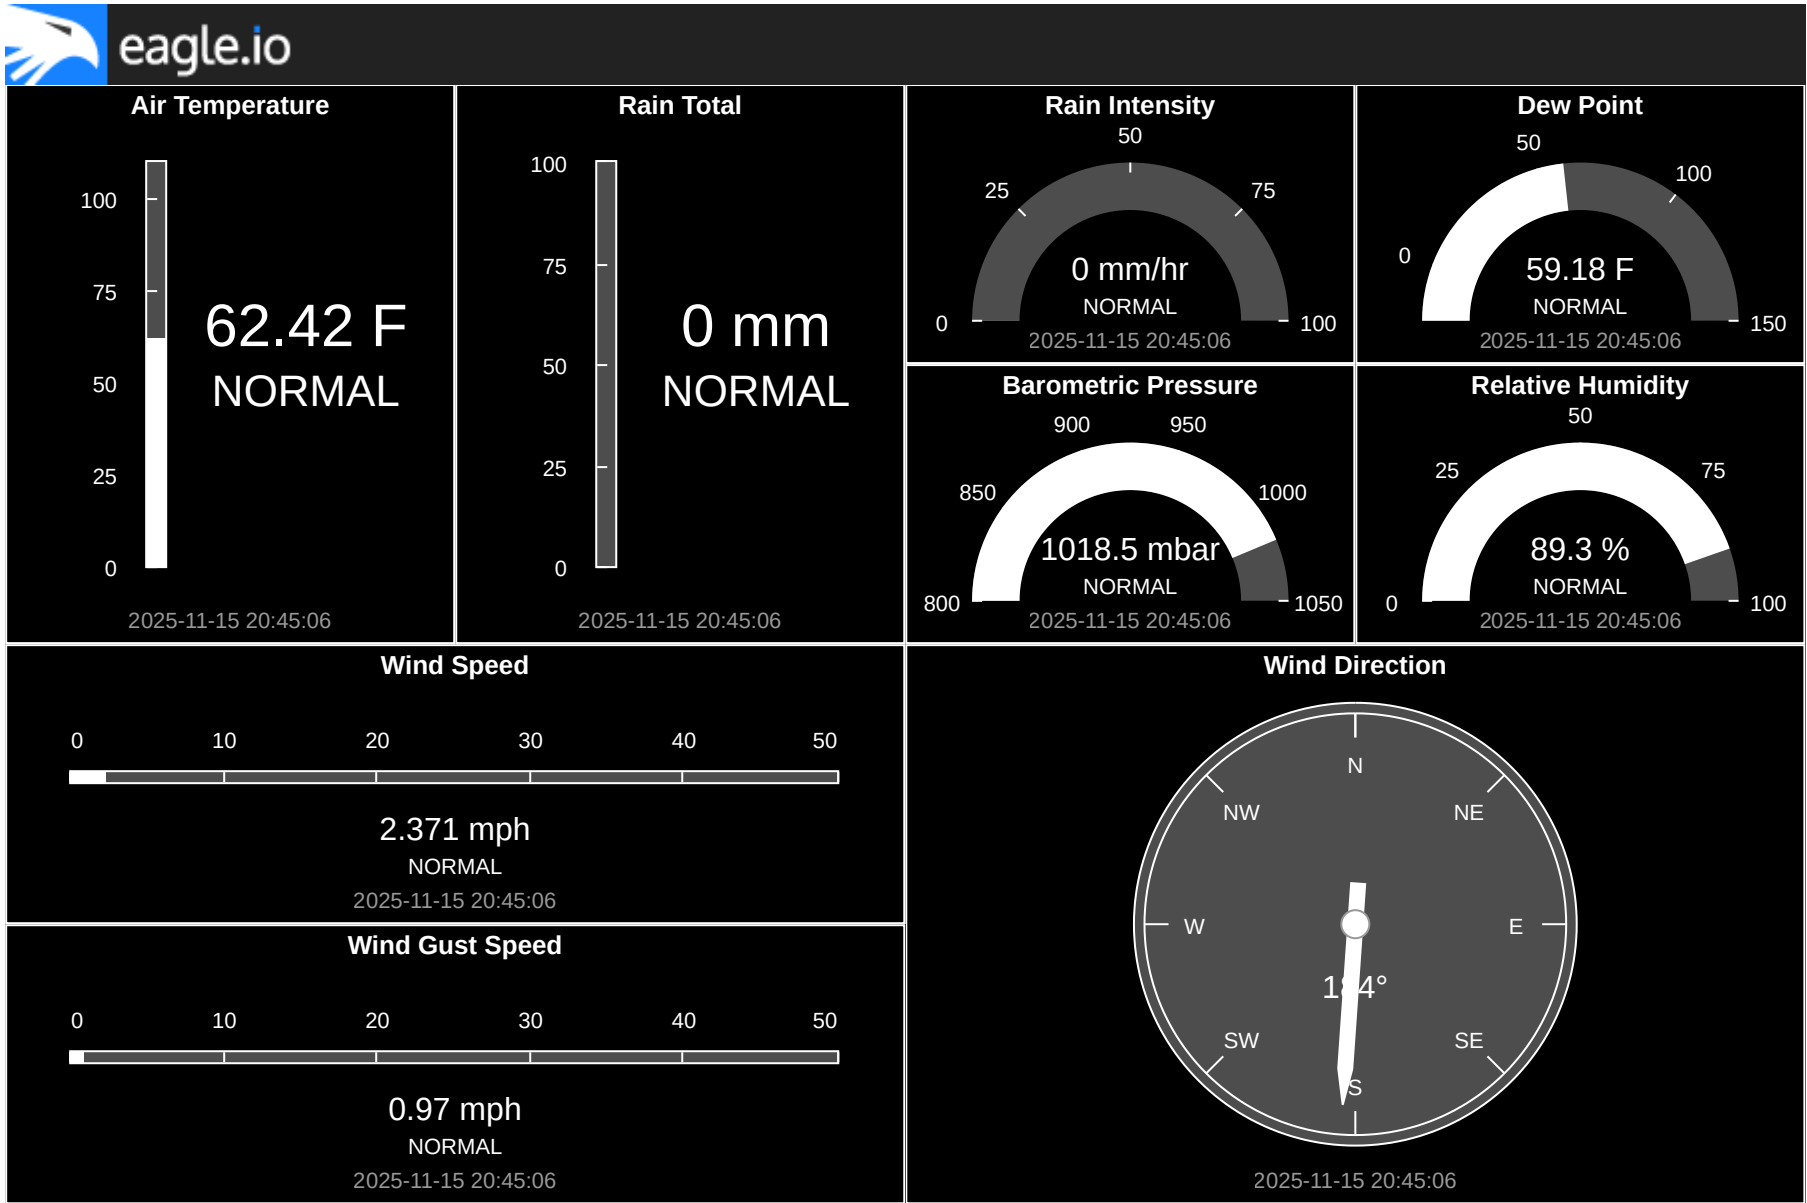 eagle.io
Air Temperature
100
75
50
25
0
62.42 F
NORMAL
2025-11-15 20:45:06
Rain Total
100
75
50
25
0
0 mm
NORMAL
2025-11-15 20:45:06
Rain Intensity
50
25
75
0
100
0 mm/hr
NORMAL
2025-11-15 20:45:06
Dew Point
50
100
0
150
59.18 F
NORMAL
2025-11-15 20:45:06
Barometric Pressure
900
950
850
1000
800
1050
1018.5 mbar
NORMAL
2025-11-15 20:45:06
Relative Humidity
50
25
75
0
100
89.3 %
NORMAL
2025-11-15 20:45:06
Wind Speed
0 10 20 30 40 50
2.371 mph
NORMAL
2025-11-15 20:45:06
Wind Gust Speed
0 10 20 30 40 50
0.97 mph
NORMAL
2025-11-15 20:45:06
Wind Direction
N
NW
NE
W
E
184°
SW
SE
S
2025-11-15 20:45:06